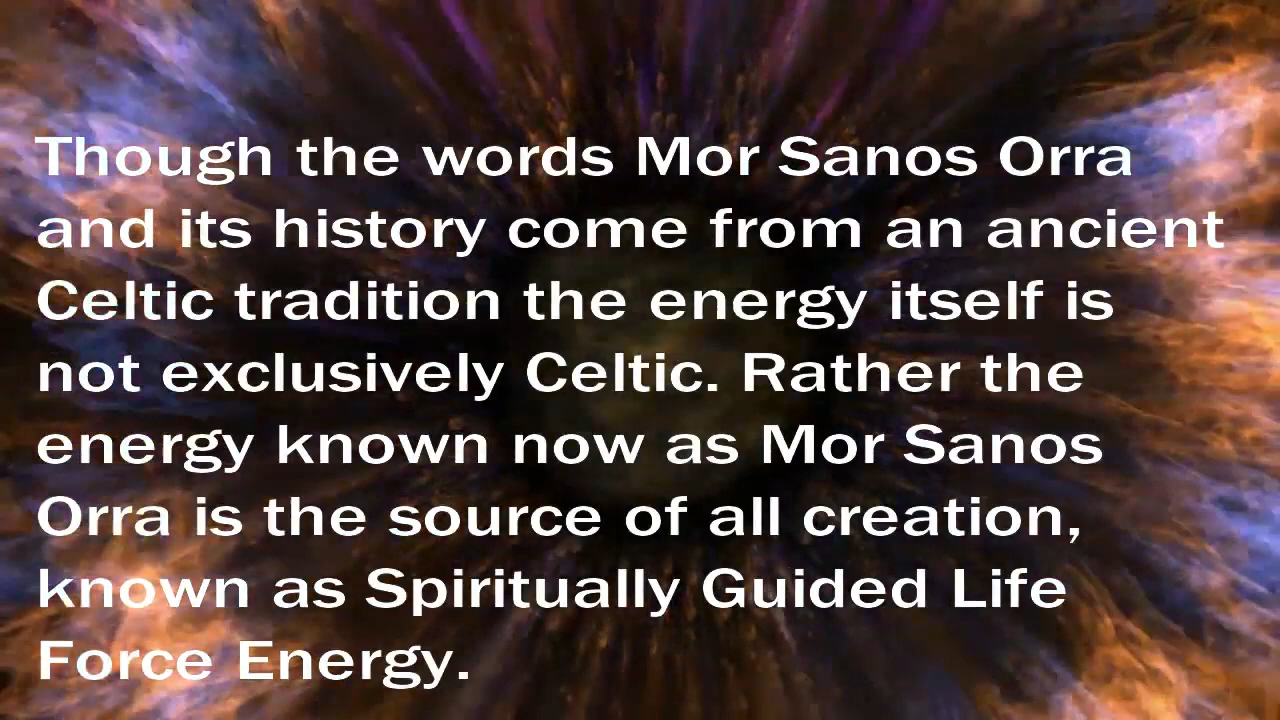 Though the words Mor Sanos Orra
and its history come from an ancient
Celtic tradition the energy itself is
not exclusively Celtic. Rather the
energy known now as Mor Sanos
Orra is the source of all creation,
known as Spiritually Guided Life
Force Energy.